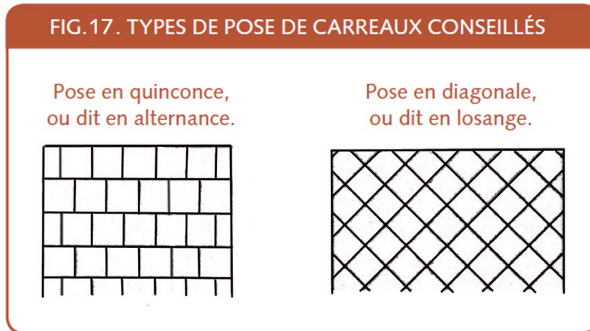 FIG.17. TYPES DE POSE DE CARREAUX CONSEILLÉS
Pose en quinconce,
ou dit en alternance.
Pose en diagonale,
ou dit en losange.